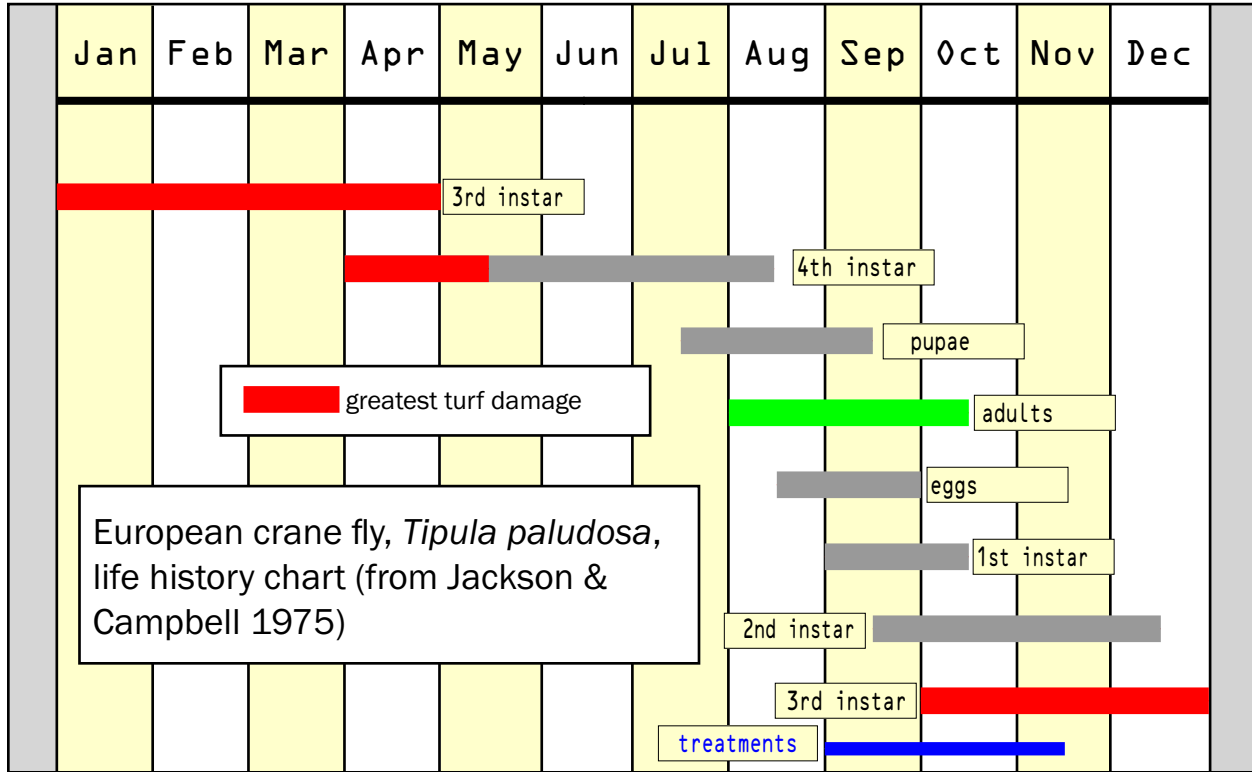 Jan Feb Mar Apr May Jun Jul Aug Sep Oct Nov Dec
3rd instar
4th instar
pupae
greatest turf damage
adults
eggs
European crane fly, Tipula paludosa,
life history chart (from Jackson &
Campbell 1975)
1st instar
2nd instar
3rd instar
treatments